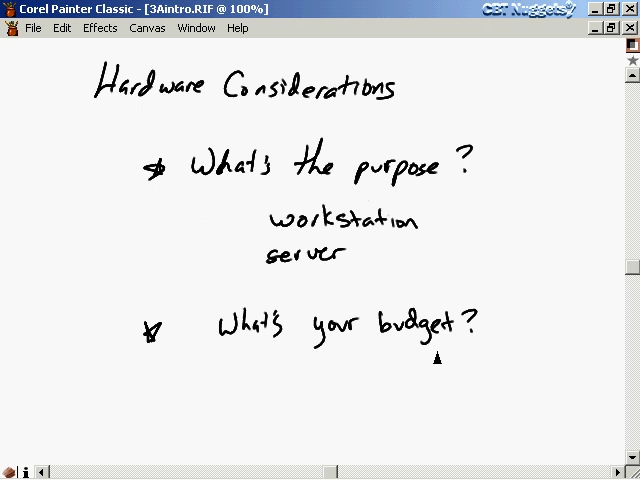 Corel Painter Classic - [3Aintro.RIF @ 100%]
CBT Nuggets
File Edit Effects Canvas Window Help
Hardware Considerations
What's the purpose?
workstation
server
What's your budget?